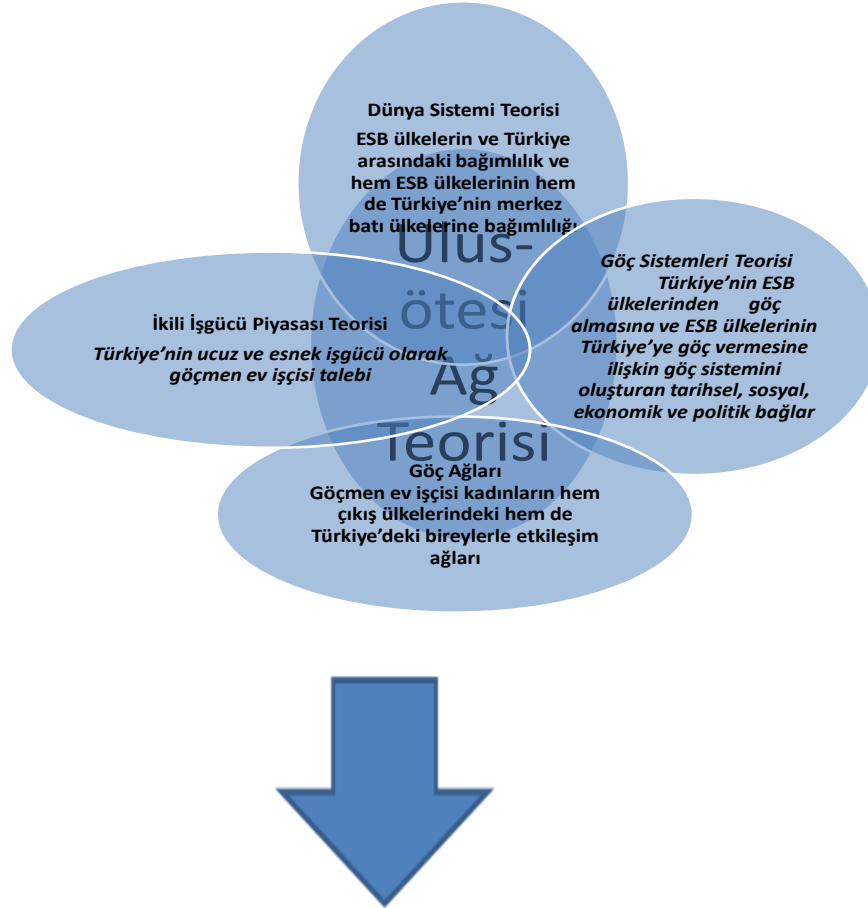 Dünya Sistemi Teorisi
ESB ülkelerin ve Türkiye
arasındaki bağımlılık ve
hem ESB ülkelerinin hem
de Türkiye’nin merkez
batı ülkelerine bağımlılığı
Göç Sistemleri Teorisi
Türkiye’nin ESB
ülkelerinden göç
almasına ve ESB ülkelerinin
Türkiye’ye göç vermesine
ilişkin göç sistemini
oluşturan tarihsel, sosyal,
ekonomik ve politik bağlar
İkili İşgücü Piyasası Teorisi
Türkiye’nin ucuz ve esnek işgücü olarak
göçmen ev işçisi talebi
Ulus-
ötesi
Ağ
Teorisi
Göç Ağları
Göçmen ev işçisi kadınların hem
çıkış ülkelerindeki hem de
Türkiye’deki bireylerle etkileşim
ağları